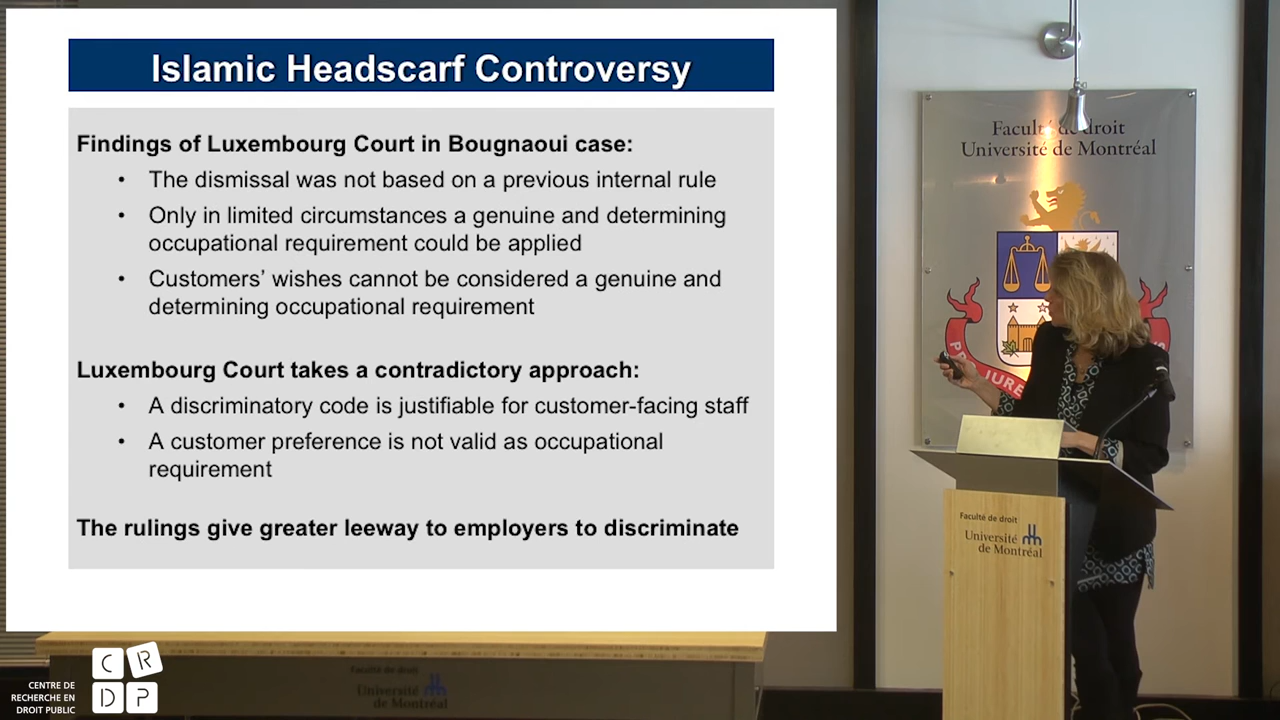 Islamic Headscarf Controversy
Findings of Luxembourg Court in Bougnaoui case:
• The dismissal was not based on a previous internal rule
• Only in limited circumstances a genuine and determining
occupational requirement could be applied
• Customers’ wishes cannot be considered a genuine and
determining occupational requirement
Luxembourg Court takes a contradictory approach:
• A discriminatory code is justifiable for customer-facing staff
• A customer preference is not valid as occupational
requirement
The rulings give greater leeway to employers to discriminate
Faculté de droit
Université de Montréal
JURE
Faculté de droit
Université
de Montréal
Faculté de droit
Université
de Montréal
CRDP
CENTRE DE
RECHERCHE EN
DROIT PUBLIC